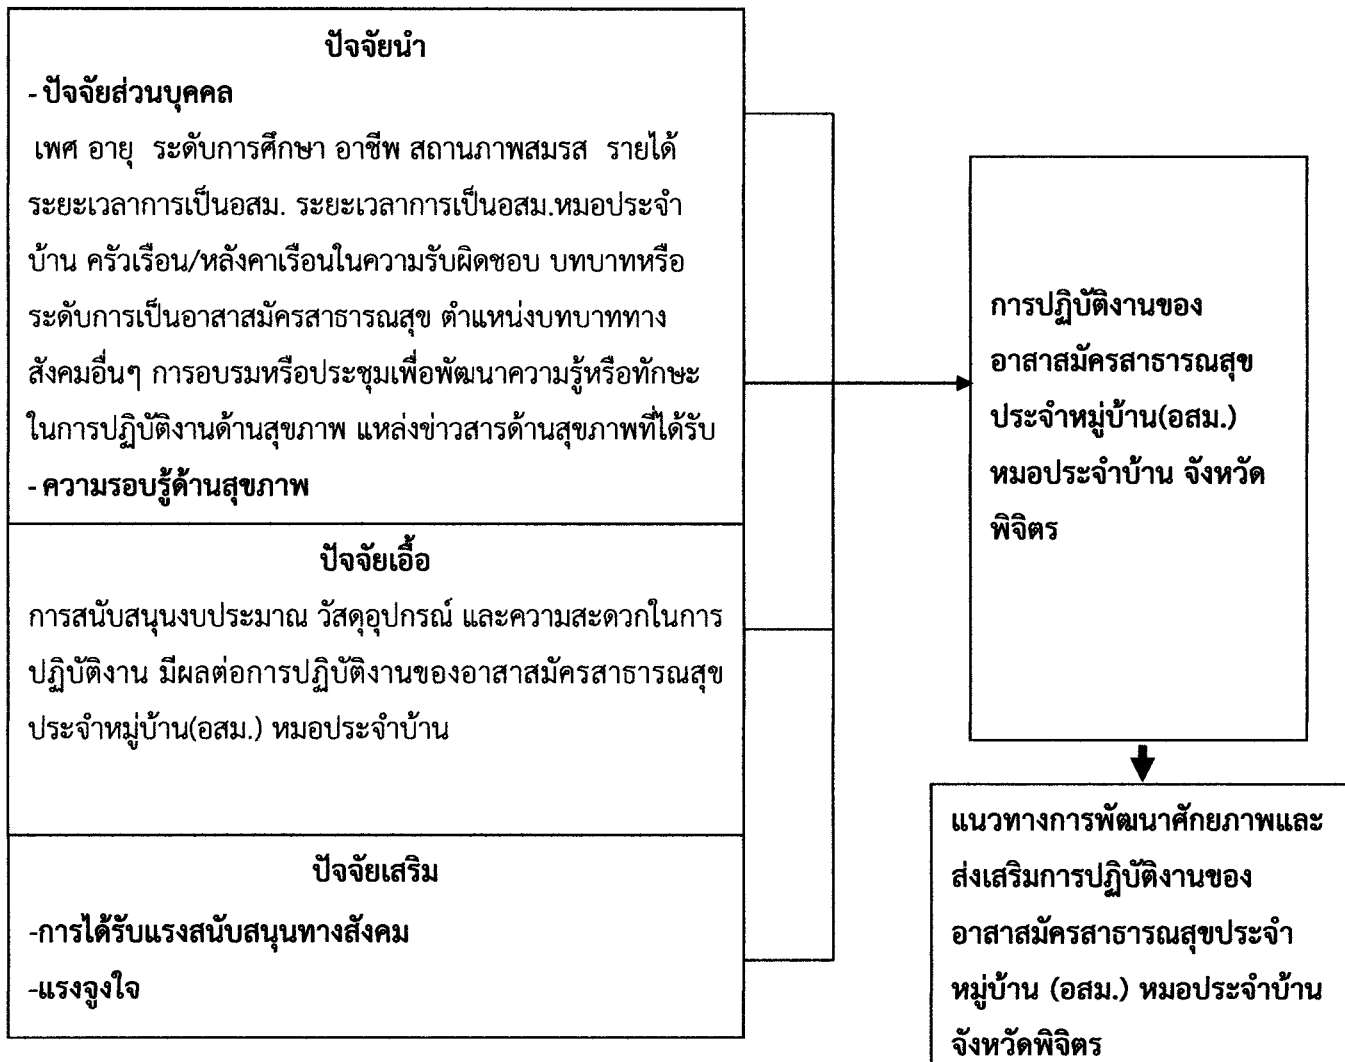 ปัจจัยนำ
- ปัจจัยส่วนบุคคล
เพศ อายุ ระดับการศึกษา อาชีพ สถานภาพสมรส รายได้
ระยะเวลาการเป็นอสม. ระยะเวลาการเป็นอสม.หมอประจำ
บ้าน ครัวเรือน/หลังคาเรือนในความรับผิดชอบ บทบาทหรือ
ระดับการเป็นอาสาสมัครสาธารณสุข ตำแหน่งบทบาททาง
สังคมอื่นๆ การอบรมหรือประชุมเพื่อพัฒนาความรู้หรือทักษะ
ในการปฏิบัติงานด้านสุขภาพ แหล่งข่าวสารด้านสุขภาพที่ได้รับ
- ความรอบรู้ด้านสุขภาพ
ปัจจัยเอื้อ
การสนับสนุนงบประมาณ วัสดุอุปกรณ์ และความสะดวกในการ
ปฏิบัติงาน มีผลต่อการปฏิบัติงานของอาสาสมัครสาธารณสุข
ประจำหมู่บ้าน(อสม.) หมอประจำบ้าน
ปัจจัยเสริม
-การได้รับแรงสนับสนุนทางสังคม
-แรงจูงใจ
การปฏิบัติงานของ
อาสาสมัครสาธารณสุข
ประจำหมู่บ้าน(อสม.)
หมอประจำบ้าน จังหวัด
พิจิตร
แนวทางการพัฒนาศักยภาพและ
ส่งเสริมการปฏิบัติงานของ
อาสาสมัครสาธารณสุขประจำ
หมู่บ้าน (อสม.) หมอประจำบ้าน
จังหวัดพิจิตร